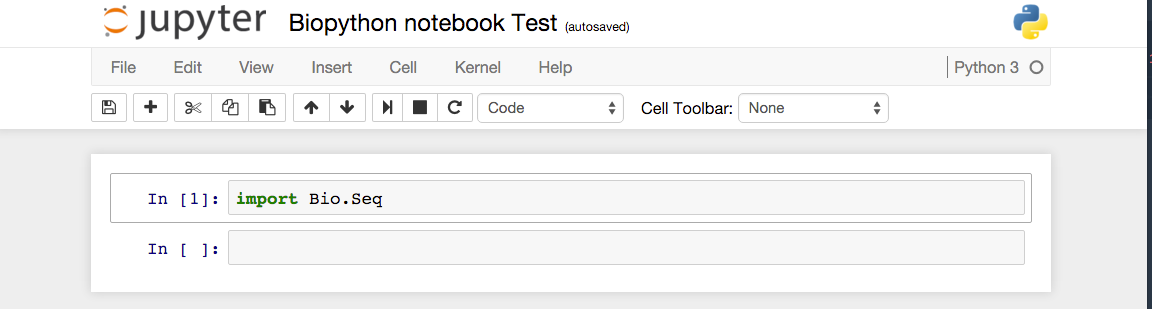 jupyter Biopython notebook Test (autosaved)
File Edit View Insert Cell Kernel Help Python 3
Code Cell Toolbar: None
In [1]: import Bio.Seq
In [ ]: